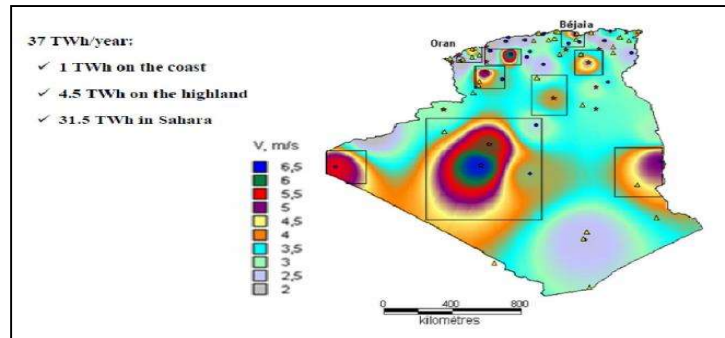 37 TWh/year:
✓ 1 TWh on the coast
✓ 4.5 TWh on the highland
✓ 31.5 TWh in Sahara
Oran
Béjaia
V, m/s
6,5
6
5,5
5
4,5
4
3,5
3
2,5
2
0 400 800
kilométres